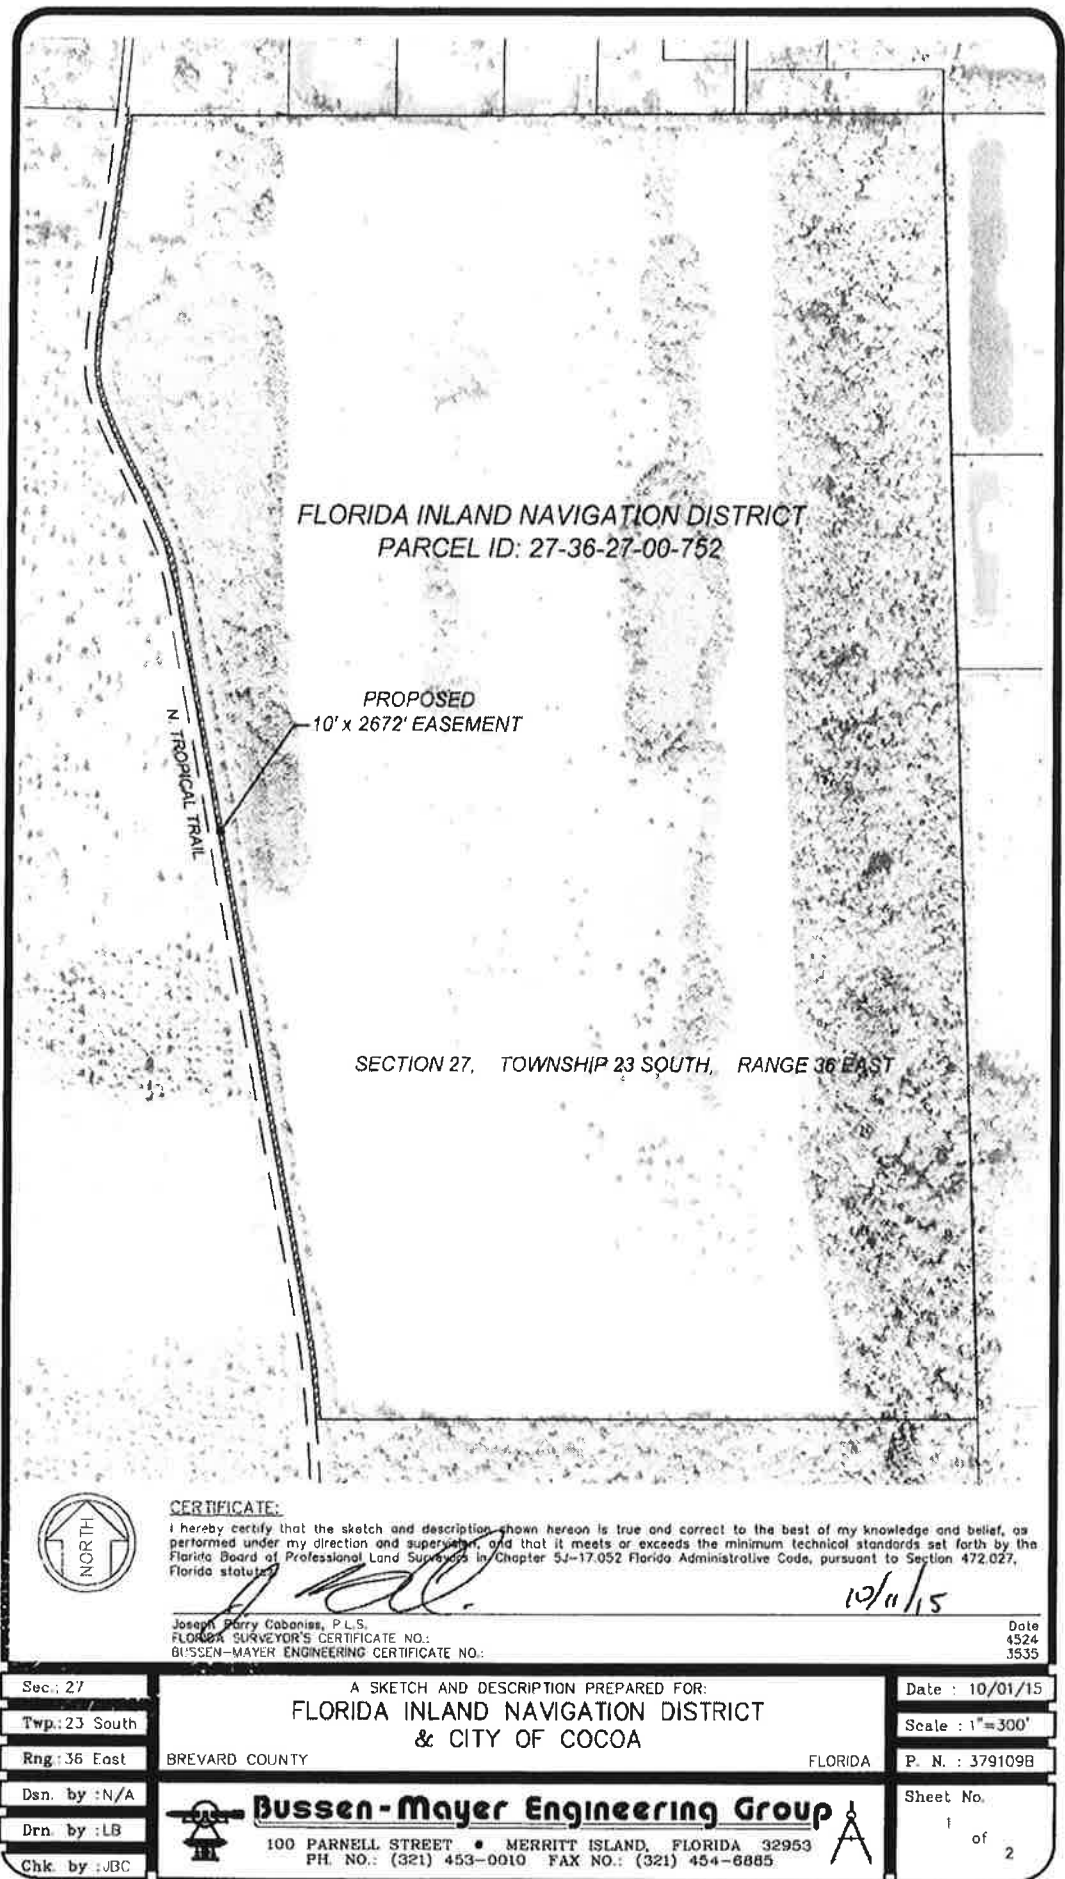 FLORIDA INLAND NAVIGATION DISTRICT
PARCEL ID: 27-36-27-00-752
PROPOSED
10' x 2672' EASEMENT
N. TROPICAL TRAIL
SECTION 27, TOWNSHIP 23 SOUTH, RANGE 36 EAST
NORTH
CERTIFICATE:
I hereby certify that the sketch and description shown hereon is true and correct to the best of my knowledge and belief, as
performed under my direction and supervision, and that it meets or exceeds the minimum technical standards set forth by the
Florida Board of Professional Land Surveyors in Chapter 5J-17.052 Florida Administrative Code, pursuant to Section 472.027,
Florida statutes.
10/11/15
Joseph Barry Cabaniss, P.L.S. Date
FLORIDA SURVEYOR'S CERTIFICATE NO.: 4524
BUSSEN-MAYER ENGINEERING CERTIFICATE NO.: 3535
Sec.: 27
Twp.: 23 South
Rng: 36 East
Dsn. by : N/A
Drn. by : LB
Chk. by : JBC
A SKETCH AND DESCRIPTION PREPARED FOR:
FLORIDA INLAND NAVIGATION DISTRICT
& CITY OF COCOA
BREVARD COUNTY FLORIDA
Date : 10/01/15
Scale : 1"=300'
P. N. : 379109B
Bussen-Mayer Engineering Group
100 PARNELL STREET • MERRITT ISLAND, FLORIDA 32953
PH. NO.: (321) 453-0010 FAX NO.: (321) 454-6885
Sheet No.
1
of
2